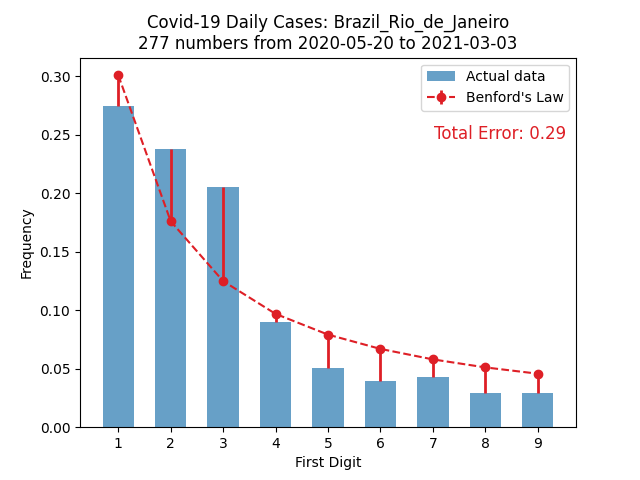 Covid-19 Daily Cases: Brazil_Rio_de_Janeiro
277 numbers from 2020-05-20 to 2021-03-03
Actual data
Benford's Law
Total Error: 0.29
Frequency
0.30
0.25
0.20
0.15
0.10
0.05
0.00
1 2 3 4 5 6 7 8 9
First Digit